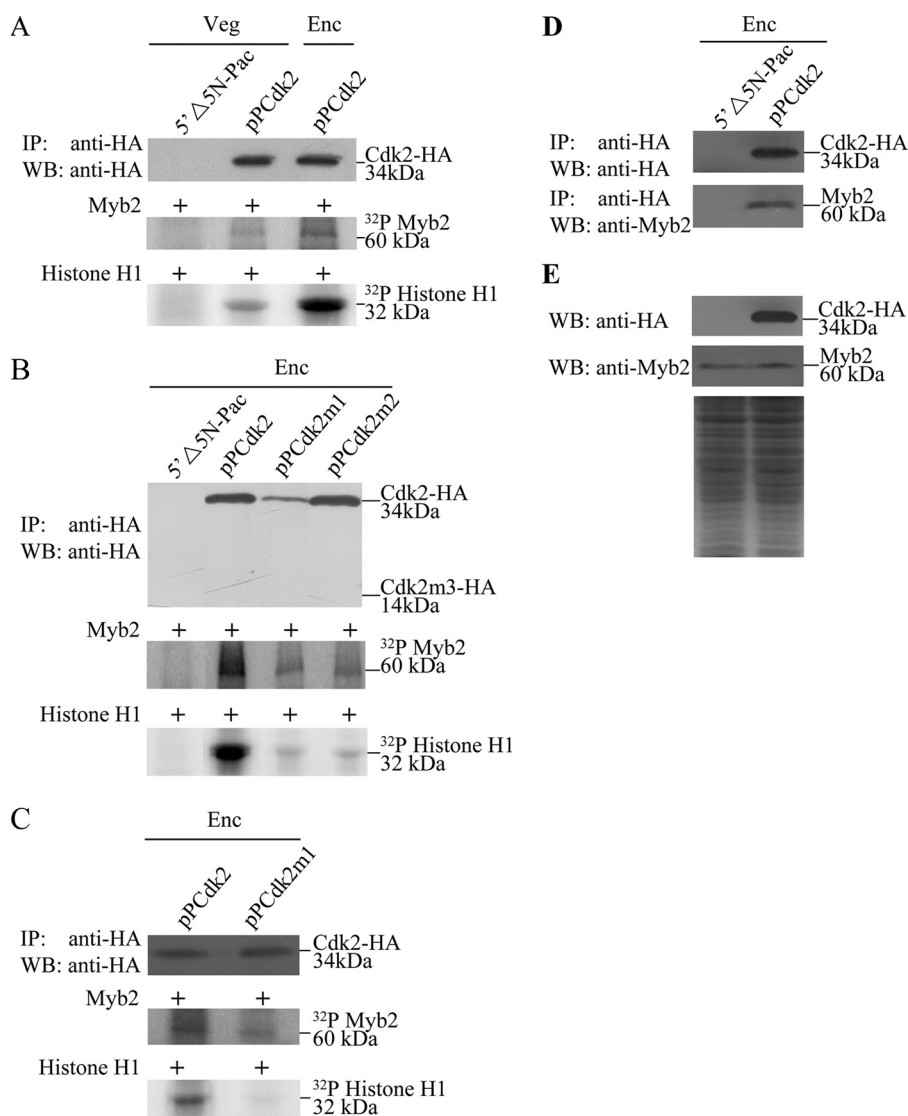 A
Veg Enc
5'△5N-Pac pPCdk2 pPCdk2
IP: anti-HA
WB: anti-HA
Cdk2-HA
34kDa
Myb2 + + +
³²P Myb2
60 kDa
Histone H1 + + +
³²P Histone H1
32 kDa
B
Enc
5'△5N-Pac pPCdk2 pPCdk2m1 pPCdk2m2
Cdk2-HA
34kDa
IP: anti-HA
WB: anti-HA
Cdk2m3-HA
14kDa
Myb2 + + + +
³²P Myb2
60 kDa
Histone H1 + + + +
³²P Histone H1
32 kDa
C
Enc
pPCdk2 pPCdk2m1
IP: anti-HA
WB: anti-HA
Cdk2-HA
34kDa
Myb2 + +
³²P Myb2
60 kDa
Histone H1 + +
³²P Histone H1
32 kDa
D
Enc
5'△5N-Pac pPCdk2
IP: anti-HA
WB: anti-HA
Cdk2-HA
34kDa
IP: anti-HA
WB: anti-Myb2
Myb2
60 kDa
E
WB: anti-HA
Cdk2-HA
34kDa
WB: anti-Myb2
Myb2
60 kDa